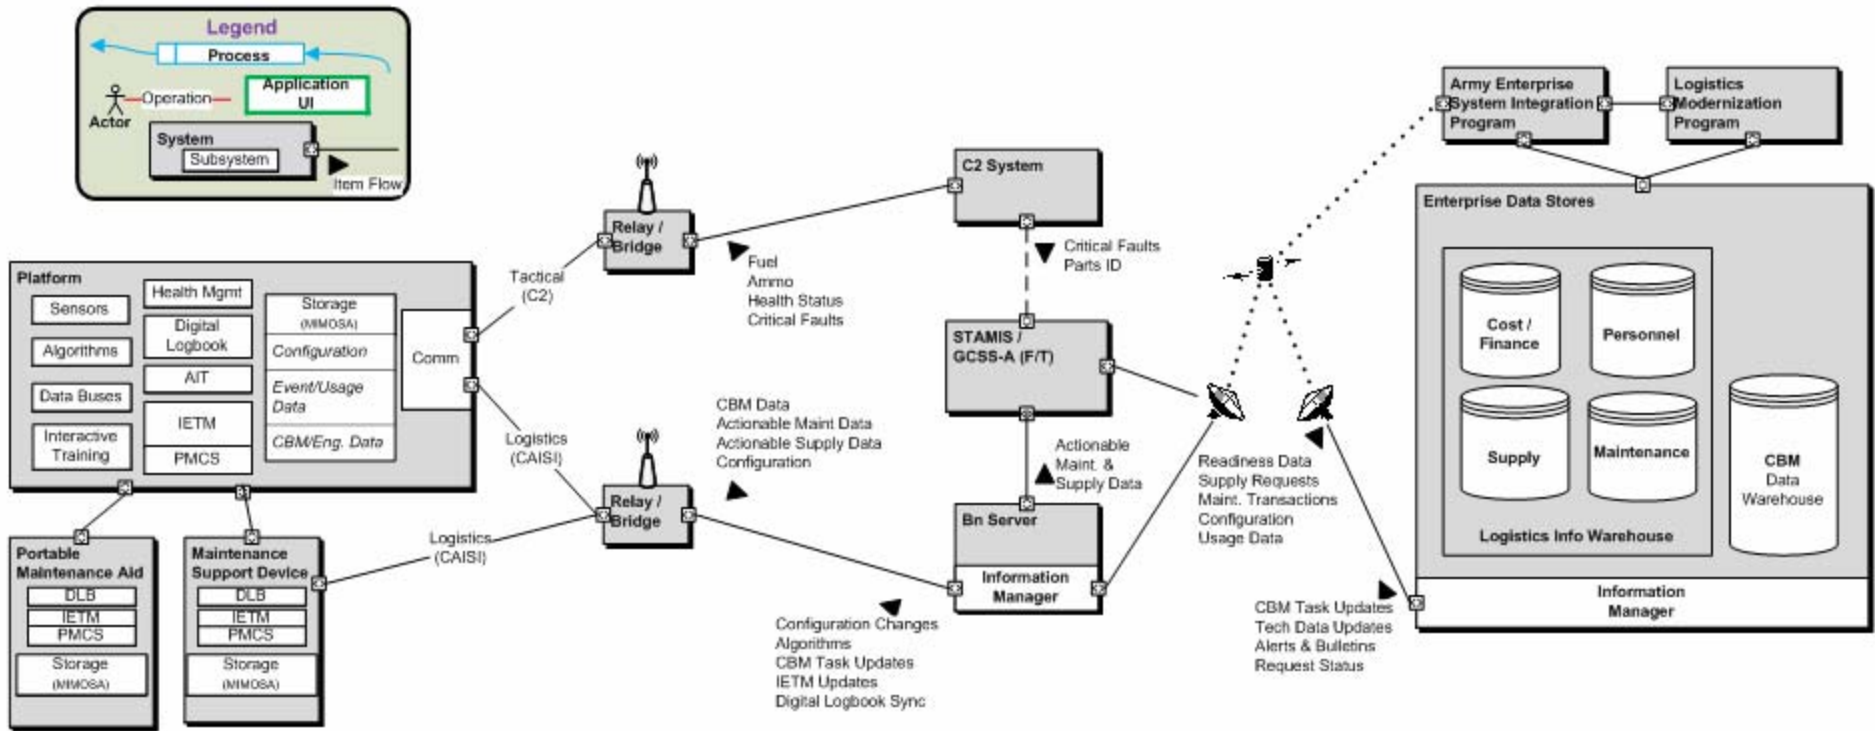 Legend
Process
Application
UI
Operation
Actor
System
Subsystem
Item Flow
Platform
Sensors
Algorithms
Data Buses
Interactive
Training
Health Mgmt
Digital
Logbook
AIT
IETM
PMCS
Storage
(MIMOSA)
Configuration
Event/Usage
Data
CBM/Eng. Data
Comm
Portable
Maintenance Aid
DLB
IETM
PMCS
Storage
(MIMOSA)
Maintenance
Support Device
DLB
IETM
PMCS
Storage
(MIMOSA)
Tactical
(C2)
Logistics
(CAISI)
Logistics
(CAISI)
Relay /
Bridge
Relay /
Bridge
Fuel
Ammo
Health Status
Critical Faults
CBM Data
Actionable Maint Data
Actionable Supply Data
Configuration
Configuration Changes
Algorithms
CBM Task Updates
IETM Updates
Digital Logbook Sync
C2 System
Critical Faults
Parts ID
STAMIS /
GCSS-A (F/T)
Actionable
Maint. &
Supply Data
Bn Server
Information
Manager
Readiness Data
Supply Requests
Maint. Transactions
Configuration
Usage Data
CBM Task Updates
Tech Data Updates
Alerts & Bulletins
Request Status
Army Enterprise
System Integration
Program
Logistics
Modernization
Program
Enterprise Data Stores
Cost /
Finance
Personnel
Supply
Maintenance
Logistics Info Warehouse
CBM
Data
Warehouse
Information
Manager